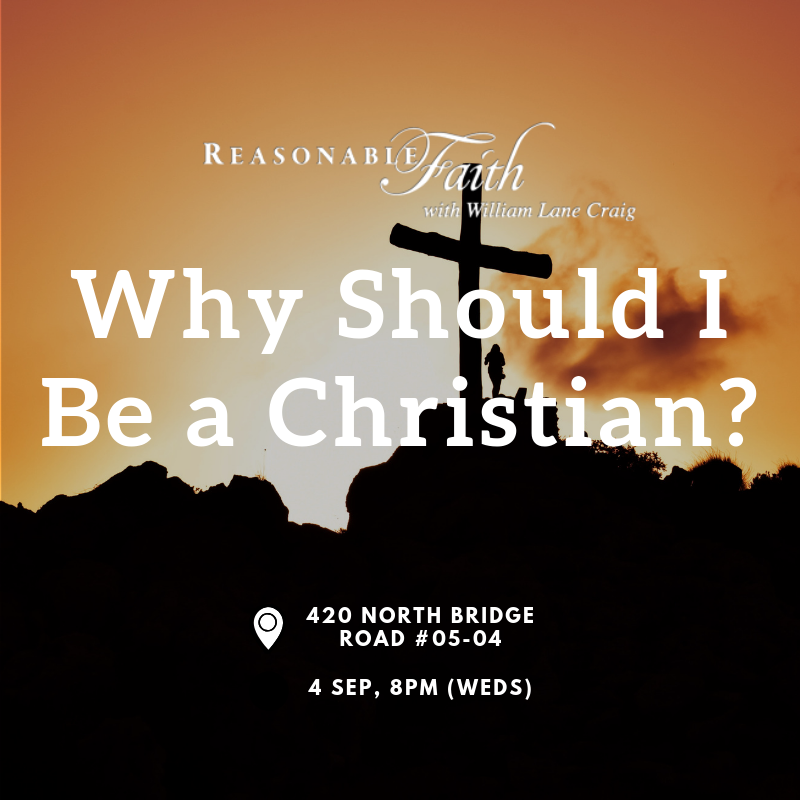 REASONABLE Faith
with William Lane Craig
Why Should I
Be a Christian?
420 NORTH BRIDGE
ROAD #05-04
4 SEP, 8PM (WEDS)